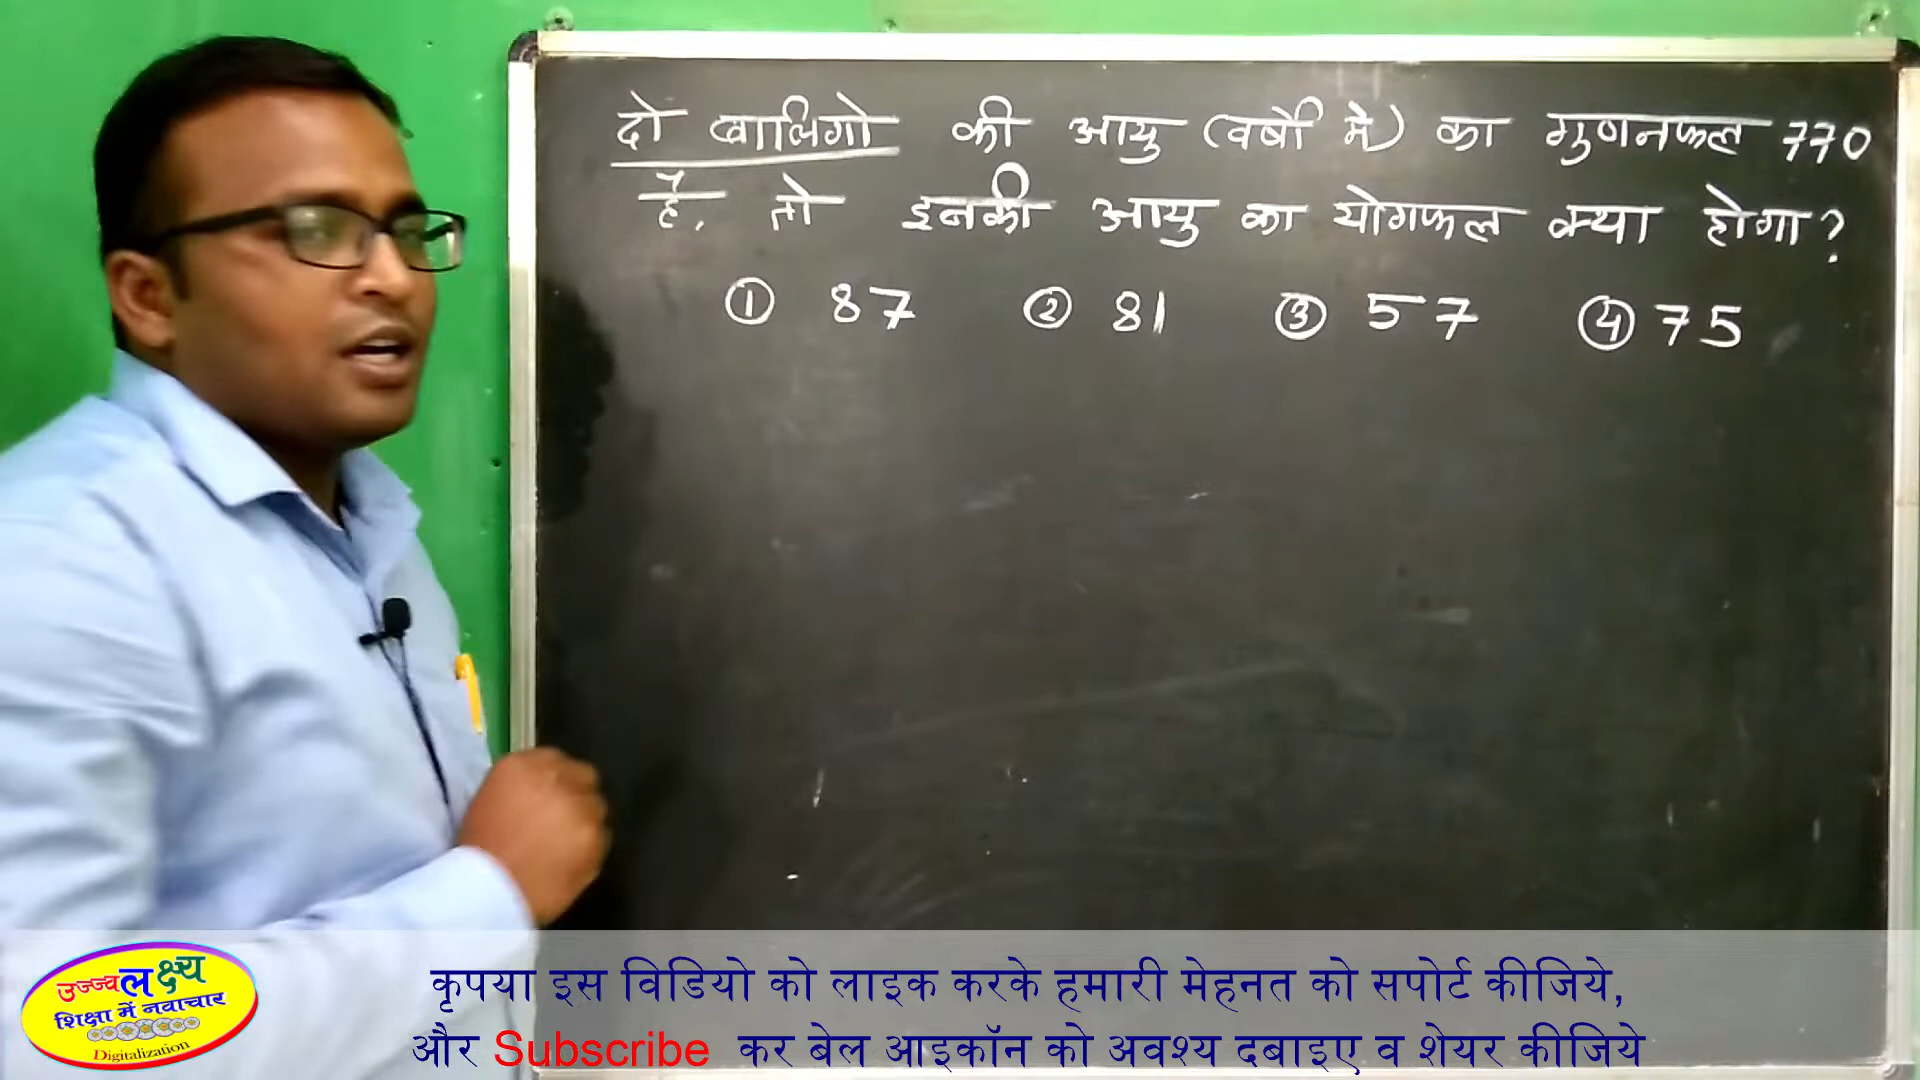 दो बालिगो की आयु (वर्षो मे) का गुणनफल 770
है, तो इनकी आयु का योगफल क्या होगा?
① 87 ② 81 ③ 57 ④ 75
उज्ज्वल लक्ष्य
शिक्षा में नवाचार
Digitalization
कृपया इस विडियो को लाइक करके हमारी मेहनत को सपोर्ट कीजिये,
और Subscribe कर बेल आइकॉन को अवश्य दबाइए व शेयर कीजिये